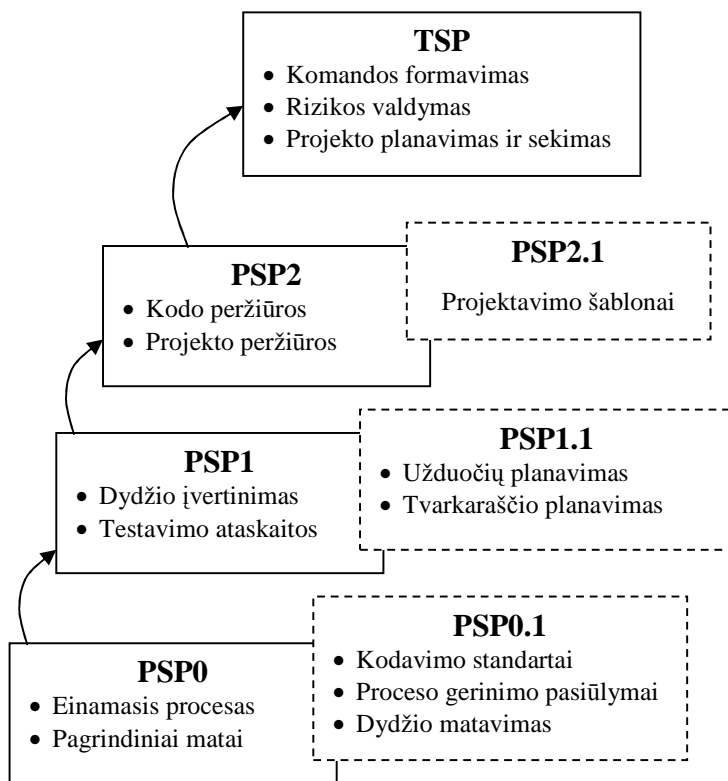 TSP
• Komandos formavimas
• Rizikos valdymas
• Projekto planavimas ir sekimas
PSP2
• Kodo peržiūros
• Projekto peržiūros
PSP2.1
Projektavimo šablonai
PSP1
• Dydžio įvertinimas
• Testavimo ataskaitos
PSP1.1
• Užduočių planavimas
• Tvarkaraščio planavimas
PSP0
• Einamasis procesas
• Pagrindiniai matai
PSP0.1
• Kodavimo standartai
• Proceso gerinimo pasiūlymai
• Dydžio matavimas